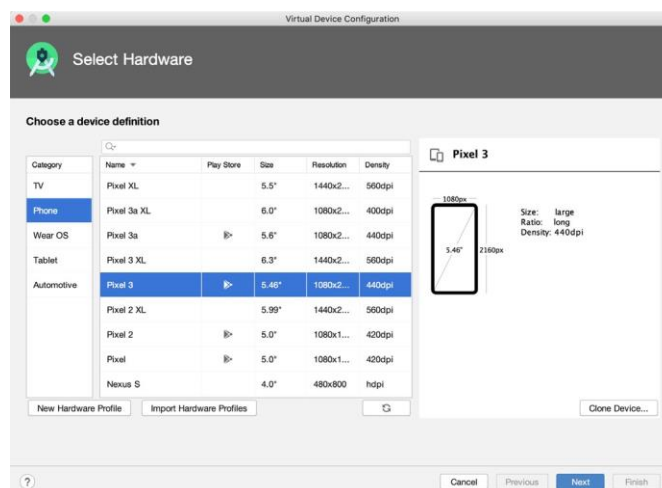 Virtual Device Configuration
Select Hardware
Choose a device definition
Category
TV
Phone
Wear OS
Tablet
Automotive
Name Play Store Size Resolution Density
Pixel XL 5.5" 1440x2... 560dpi
Pixel 3a XL 6.0" 1080x2... 400dpi
Pixel 3a 5.6" 1080x2... 440dpi
Pixel 3 XL 6.3" 1440x2... 560dpi
Pixel 3 5.46" 1080x2... 440dpi
Pixel 2 XL 5.99" 1440x2... 560dpi
Pixel 2 5.0" 1080x1... 420dpi
Pixel 5.0" 1080x1... 420dpi
Nexus S 4.0" 480x800 hdpi
New Hardware Profile Import Hardware Profiles
Pixel 3
1080px
5.46"
2160px
Size: large
Ratio: long
Density: 440dpi
Clone Device...
? Cancel Previous Next Finish